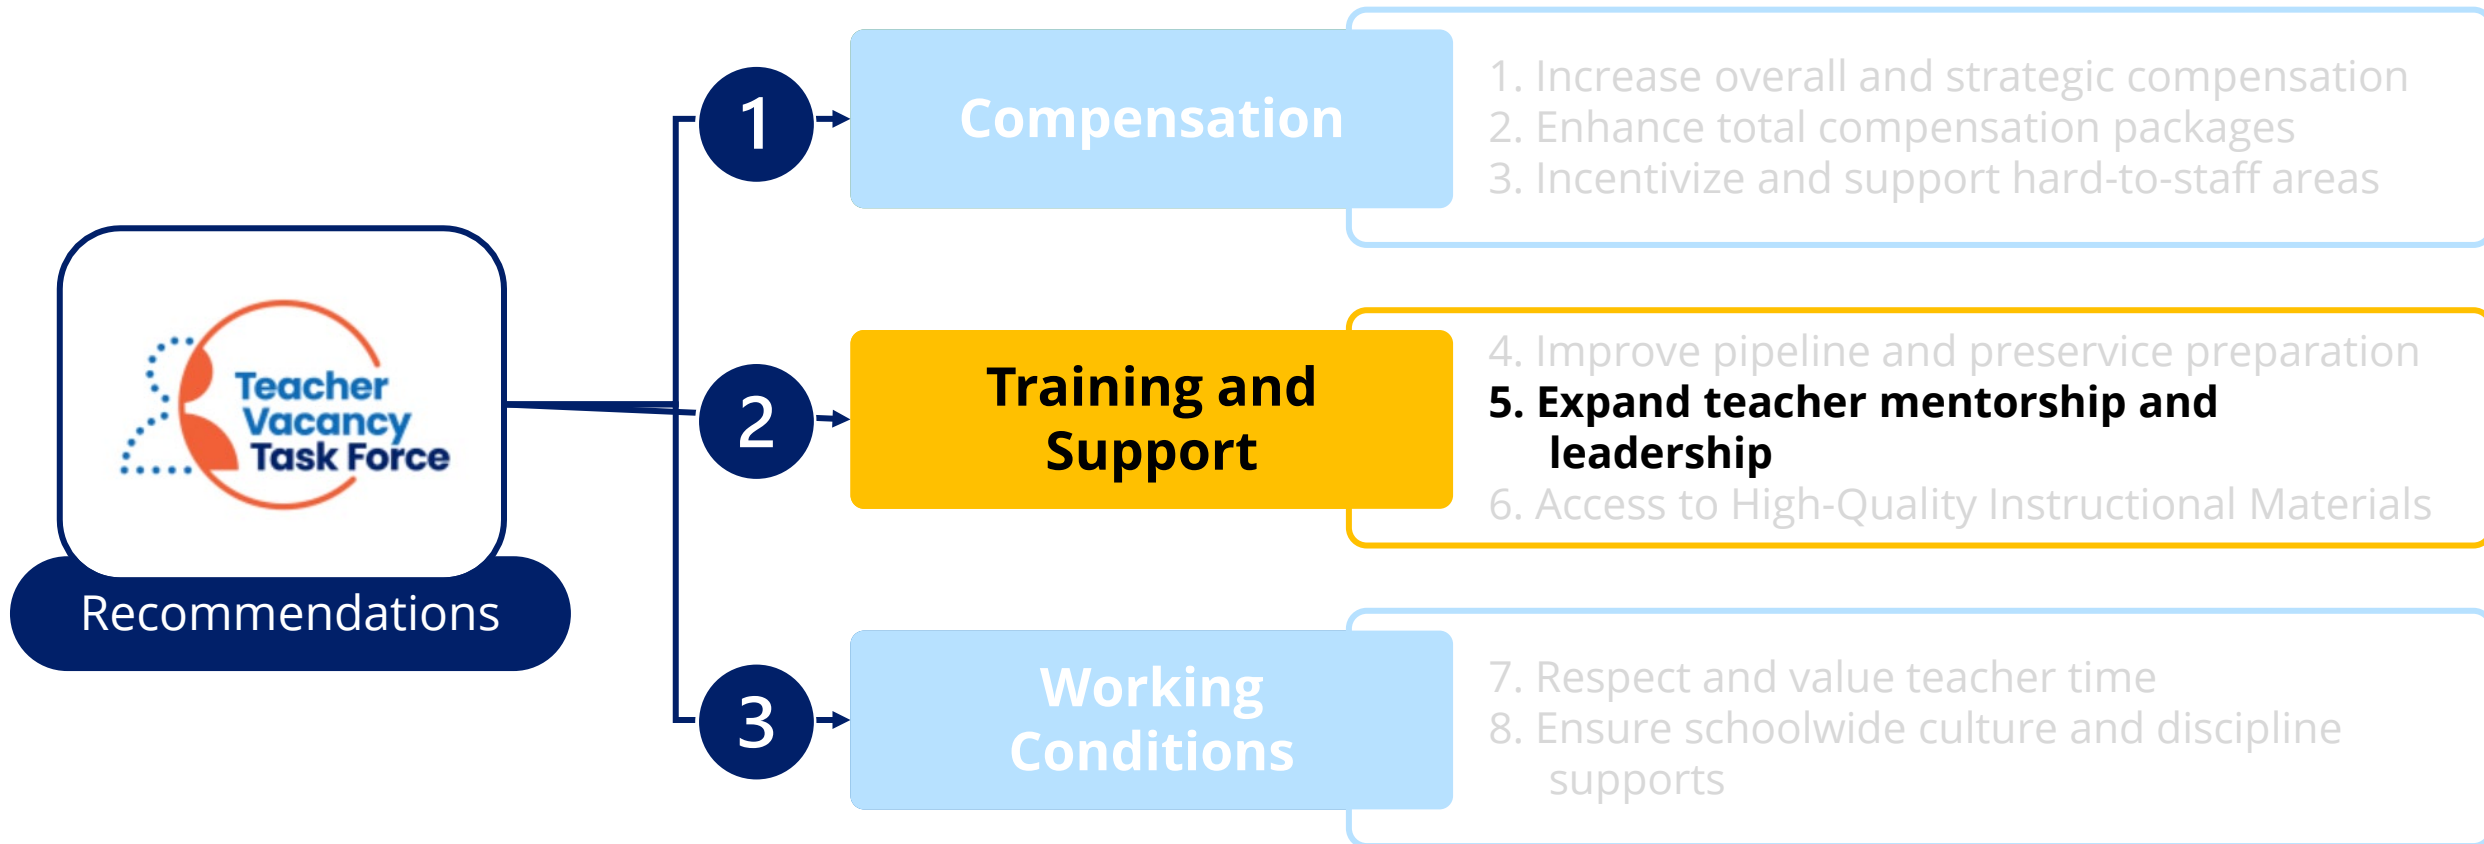 Teacher
Vacancy
Task Force
Recommendations
1
Compensation
1. Increase overall and strategic compensation
2. Enhance total compensation packages
3. Incentivize and support hard-to-staff areas
2
Training and
Support
4. Improve pipeline and preservice preparation
5. Expand teacher mentorship and
leadership
6. Access to High-Quality Instructional Materials
3
Working
Conditions
7. Respect and value teacher time
8. Ensure schoolwide culture and discipline
supports